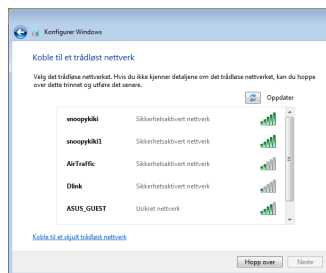 Konfigurer Windows
Koble til et trådløst nettverk
Velg det trådløse nettverket. Hvis du ikke kjenner detaljene om det trådløse nettverket, kan du hoppe
over dette trinnet og utføre det senere.
Oppdater
snoopykiki Sikkerhetsaktivert nettverk
snoopykiki1 Sikkerhetsaktivert nettverk
AirTraffic Sikkerhetsaktivert nettverk
Dlink Sikkerhetsaktivert nettverk
ASUS_GUEST Usikret nettverk
Koble til et skjult trådløst nettverk
Hopp over Neste